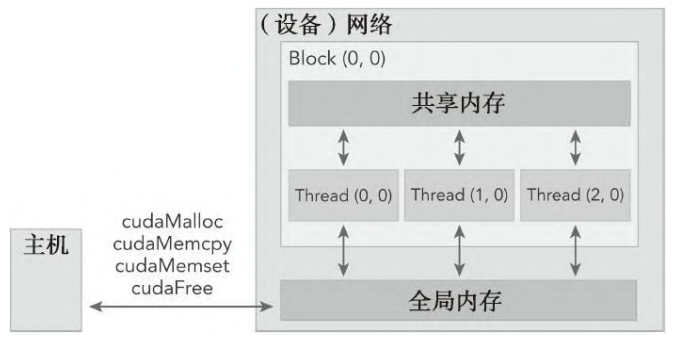 （设备）网络
Block (0, 0)
共享内存
Thread (0, 0)
Thread (1, 0)
Thread (2, 0)
主机
cudaMalloc
cudaMemcpy
cudaMemset
cudaFree
全局内存